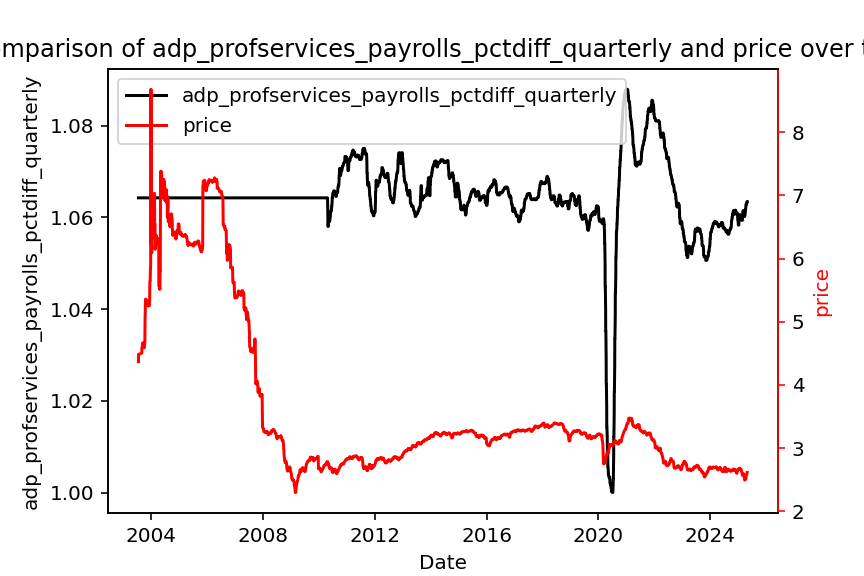 omparison of adp_profservices_payrolls_pctdiff_quarterly and price over t
adp_profservices_payrolls_pctdiff_quarterly
price
adp_profservices_payrolls_pctdiff_quarterly
1.08
1.06
1.04
1.02
1.00
8
7
6
5
4
3
2
price
2004 2008 2012 2016 2020 2024
Date